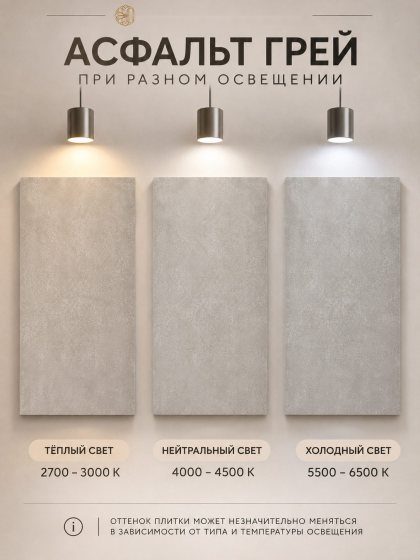 АСФАЛЬТ ГРЕЙ
ПРИ РАЗНОМ ОСВЕЩЕНИИ
ТЁПЛЫЙ СВЕТ
2700 – 3000 K
НЕЙТРАЛЬНЫЙ СВЕТ
4000 – 4500 K
ХОЛОДНЫЙ СВЕТ
5500 – 6500 K
i
ОТТЕНОК ПЛИТКИ МОЖЕТ НЕЗНАЧИТЕЛЬНО МЕНЯТЬСЯ
В ЗАВИСИМОСТИ ОТ ТИПА И ТЕМПЕРАТУРЫ ОСВЕЩЕНИЯ